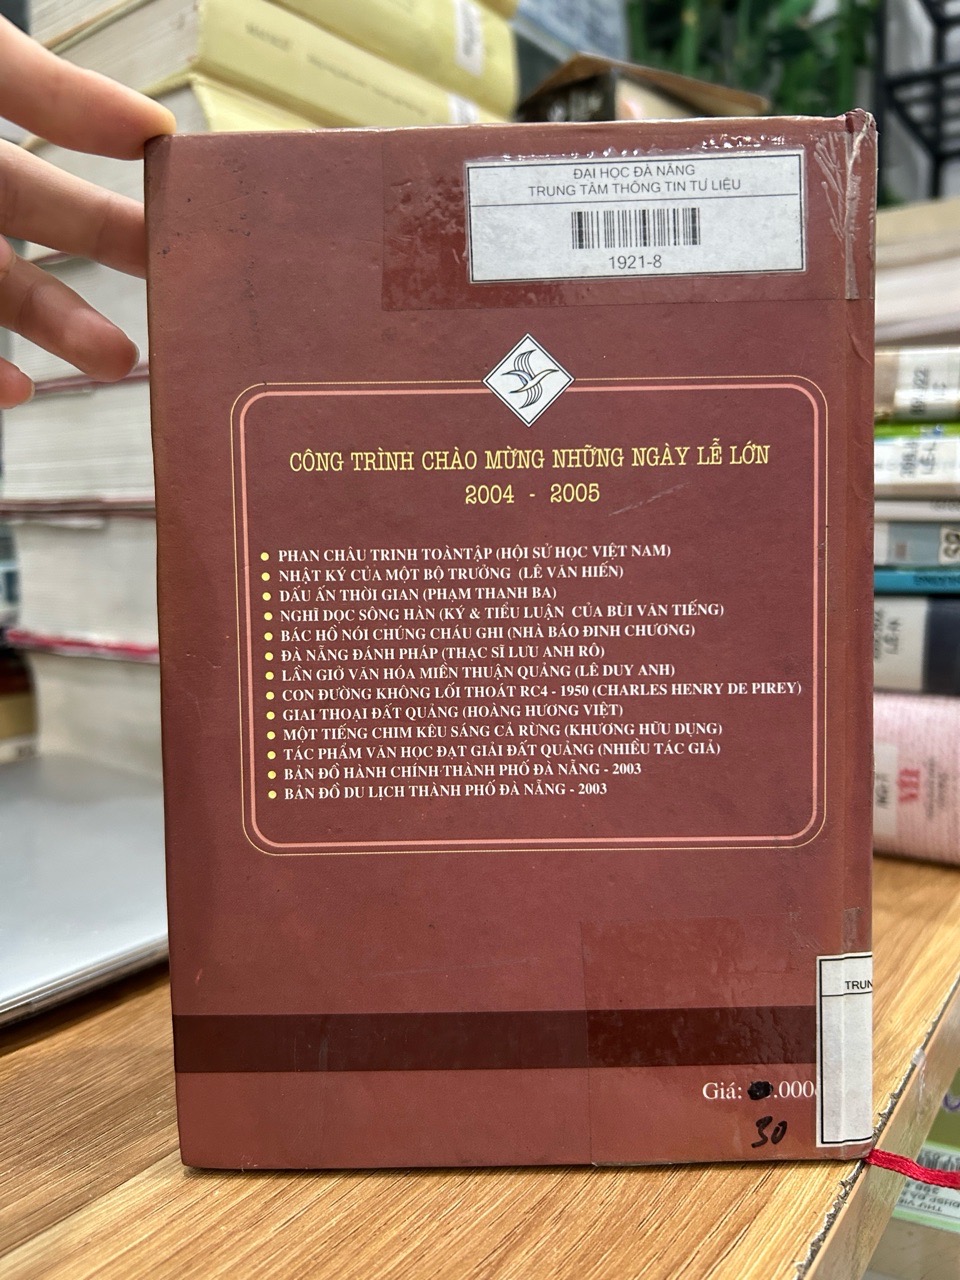 ĐẠI HỌC ĐÀ NẴNG
TRUNG TÂM THÔNG TIN TƯ LIỆU
1921-8
CÔNG TRÌNH CHÀO MỪNG NHỮNG NGÀY LỄ LỚN
2004 - 2005
PHAN CHÂU TRINH TOÀNTẬP (HỘI SỬ HỌC VIỆT NAM)
NHẬT KÝ CỦA MỘT BỘ TRƯỞNG (LÊ VĂN HIẾN)
DẤU ẤN THỜI GIAN (PHẠM THANH BA)
NGHĨ DỌC SÔNG HÀN (KÝ & TIỂU LUẬN CỦA BÙI VĂN TIẾNG)
BÁC HỒ NÓI CHÚNG CHÁU GHI (NHÀ BÁO ĐINH CHƯƠNG)
ĐÀ NẴNG ĐÁNH PHÁP (THẠC SĨ LƯU ANH RÔ)
LẦN GIỞ VĂN HÓA MIỀN THUẬN QUẢNG (LÊ DUY ANH)
CON ĐƯỜNG KHÔNG LỐI THOÁT RC4 - 1950 (CHARLES HENRY DE PIREY)
GIAI THOẠI ĐẤT QUẢNG (HOÀNG HƯƠNG VIỆT)
MỘT TIẾNG CHIM KÊU SÁNG CẢ RỪNG (KHƯƠNG HỮU DỤNG)
TÁC PHẨM VĂN HỌC ĐẠT GIẢI ĐẤT QUẢNG (NHIỀU TÁC GIẢ)
BẢN ĐỒ HÀNH CHÍNH THÀNH PHỐ ĐÀ NẴNG - 2003
BẢN ĐỒ DU LỊCH THÀNH PHỐ ĐÀ NẴNG - 2003
TRUN
Giá: .000
30